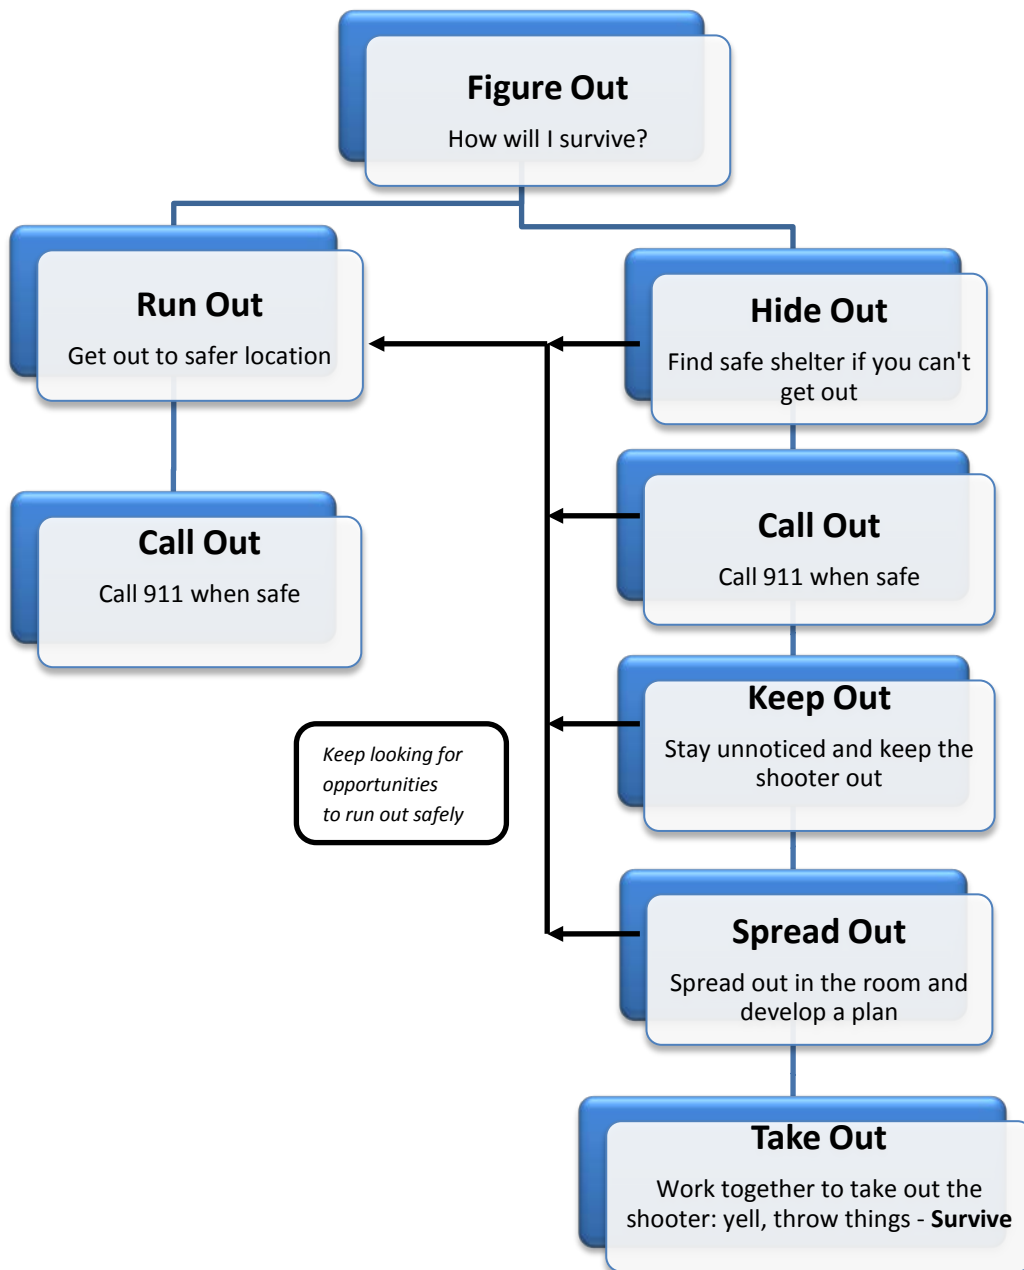 Figure Out
How will I survive?
Run Out
Get out to safer location
Call Out
Call 911 when safe
Hide Out
Find safe shelter if you can't
get out
Call Out
Call 911 when safe
Keep Out
Stay unnoticed and keep the
shooter out
Keep looking for
opportunities
to run out safely
Spread Out
Spread out in the room and
develop a plan
Take Out
Work together to take out the
shooter: yell, throw things - Survive